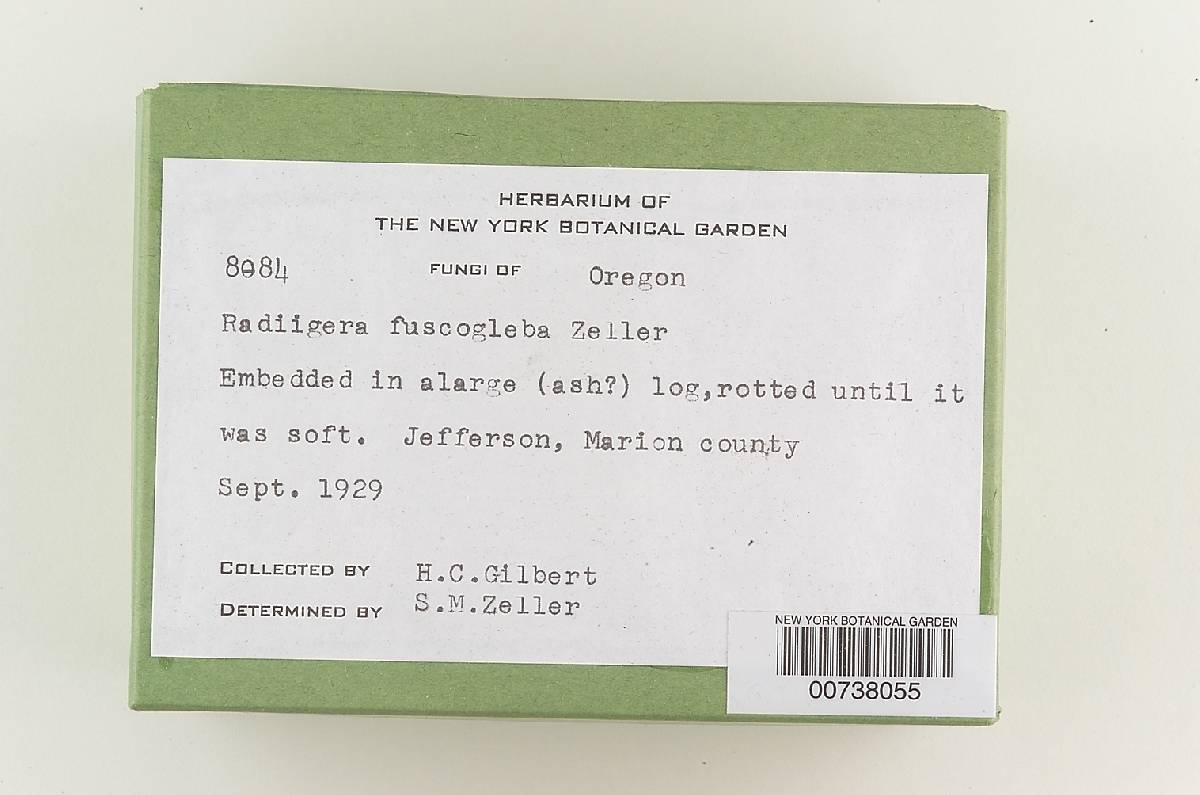 HERBARIUM OF
THE NEW YORK BOTANICAL GARDEN
8084 FUNGI OF Oregon
Radiigera fuscogleba Zeller
Embedded in alarge (ash?) log,rotted until it
was soft. Jefferson, Marion county
Sept. 1929
COLLECTED BY H.C.Gilbert
DETERMINED BY S.M.Zeller
NEW YORK BOTANICAL GARDEN
00738055